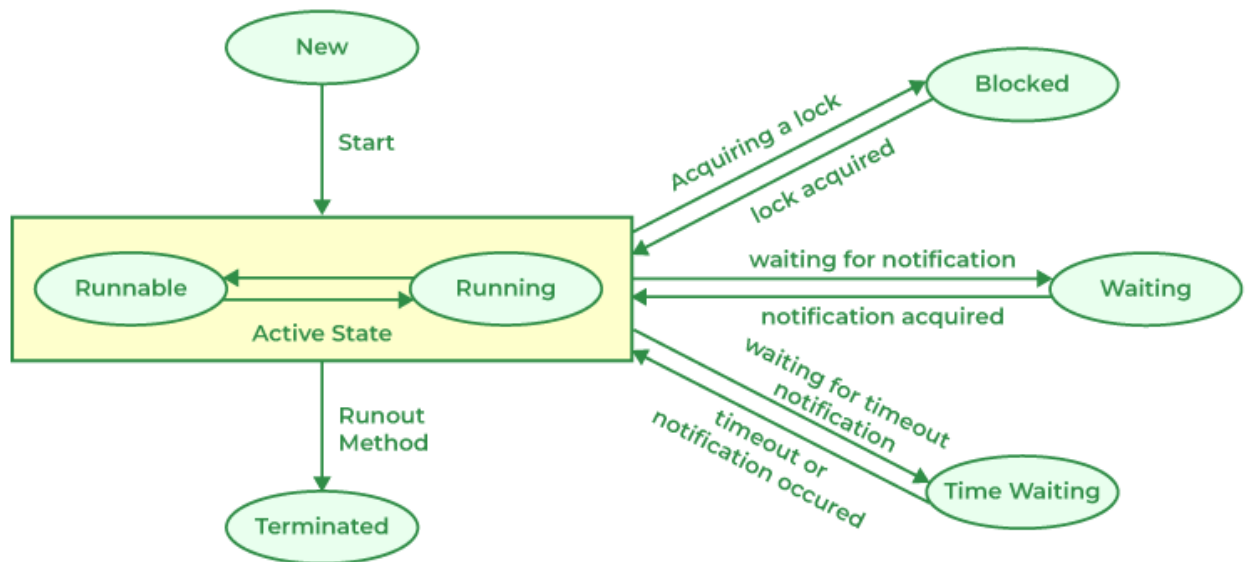 New
Start
Blocked
Acquiring a lock
lock acquired
Runnable
Running
Active State
waiting for notification
Waiting
notification acquired
waiting for timeout
notification
timeout or
notification occured
Time Waiting
Runout
Method
Terminated